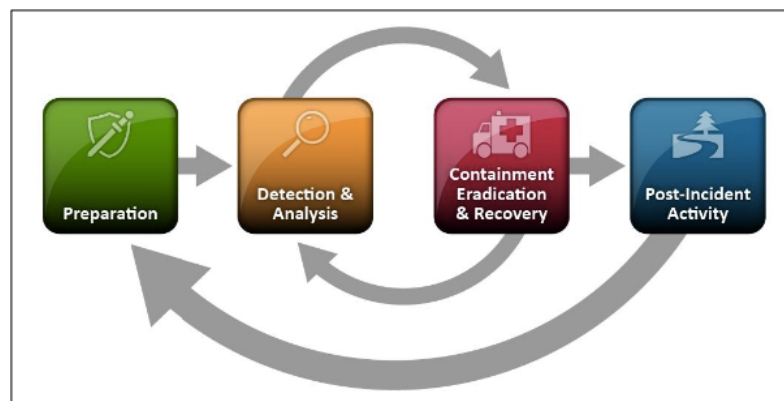 Preparation
Detection &
Analysis
Containment
Eradication
& Recovery
Post-Incident
Activity